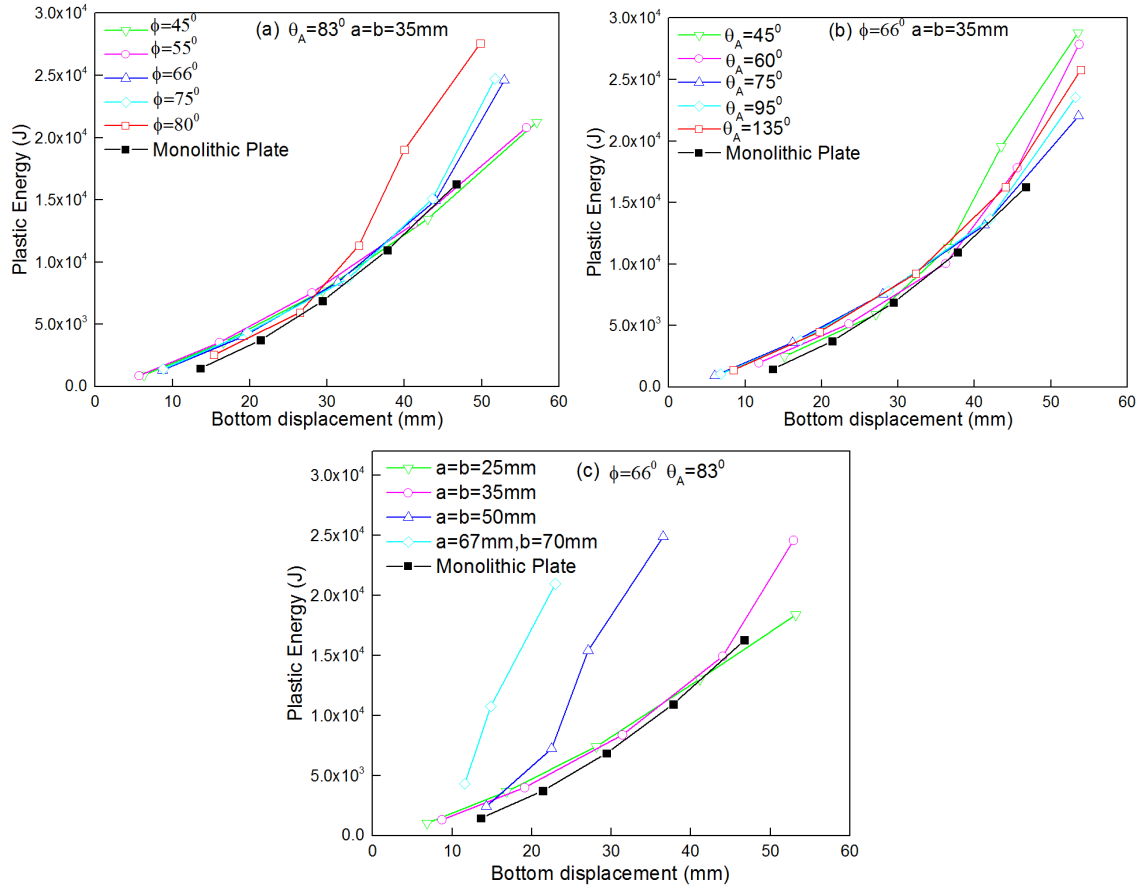 (a) θA=83⁰ a=b=35mm
ϕ=45⁰
ϕ=55⁰
ϕ=66⁰
ϕ=75⁰
ϕ=80⁰
Monolithic Plate
Plastic Energy (J)
3.0x10⁴
2.5x10⁴
2.0x10⁴
1.5x10⁴
1.0x10⁴
5.0x10³
0.0
0 10 20 30 40 50 60
Bottom displacement (mm)
(b) ϕ=66⁰ a=b=35mm
θA=45⁰
θA=60⁰
θA=75⁰
θA=95⁰
θA=135⁰
Monolithic Plate
Plastic Energy (J)
3.0x10⁴
2.5x10⁴
2.0x10⁴
1.5x10⁴
1.0x10⁴
5.0x10³
0.0
0 10 20 30 40 50 60
Bottom displacement (mm)
(c) ϕ=66⁰ θA=83⁰
a=b=25mm
a=b=35mm
a=b=50mm
a=67mm,b=70mm
Monolithic Plate
Plastic Energy (J)
3.0x10⁴
2.5x10⁴
2.0x10⁴
1.5x10⁴
1.0x10⁴
5.0x10³
0.0
0 10 20 30 40 50 60
Bottom displacement (mm)